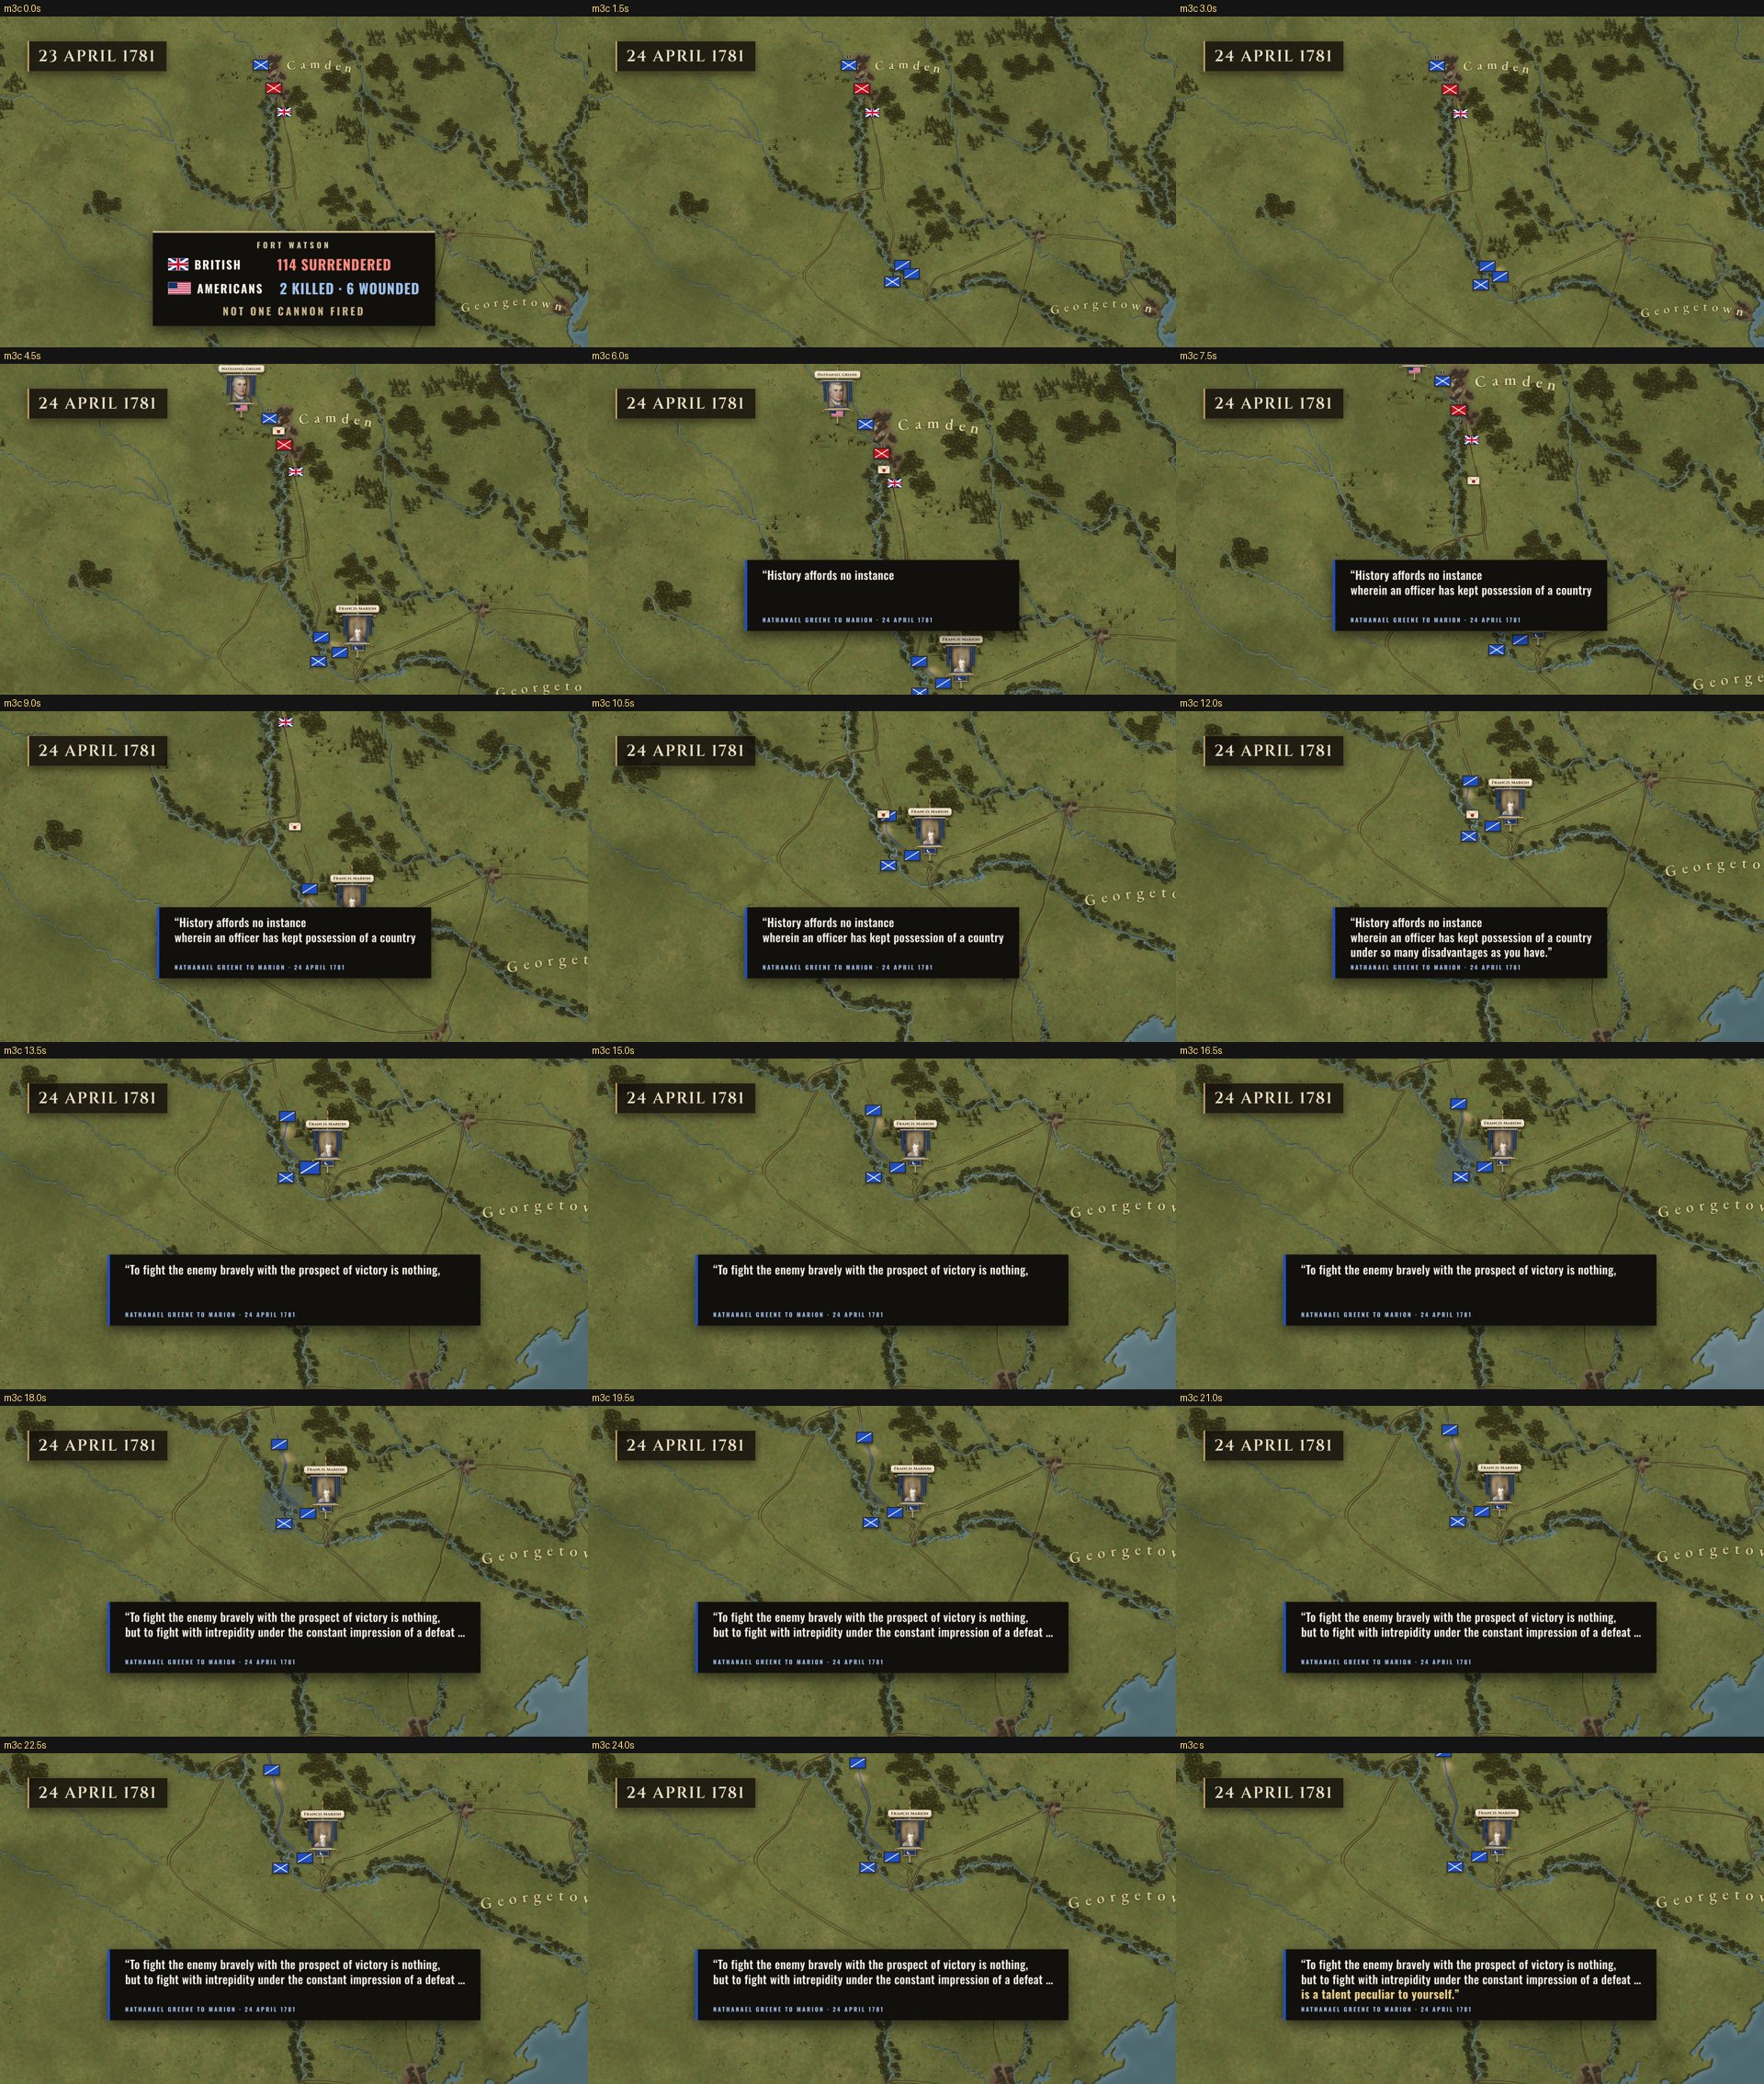 m3c 0.0s
m3c 1.5s
m3c 3.0s
23 APRIL 1781
Camden
FORT WATSON
BRITISH 114 SURRENDERED
AMERICANS 2 KILLED · 6 WOUNDED
NOT ONE CANNON FIRED
Georgetown
24 APRIL 1781
Camden
Georgetown
24 APRIL 1781
Camden
Georgetown
m3c 4.5s
m3c 6.0s
m3c 7.5s
NATHANAEL GREENE
24 APRIL 1781
Camden
FRANCIS MARION
Georgeto
NATHANAEL GREENE
24 APRIL 1781
Camden
“History affords no instance
NATHANAEL GREENE TO MARION · 24 APRIL 1781
FRANCIS MARION
24 APRIL 1781
Camden
“History affords no instance
wherein an officer has kept possession of a country
NATHANAEL GREENE TO MARION · 24 APRIL 1781
George
m3c 9.0s
m3c 10.5s
m3c 12.0s
24 APRIL 1781
FRANCIS MARION
“History affords no instance
wherein an officer has kept possession of a country
NATHANAEL GREENE TO MARION · 24 APRIL 1781
Georget
24 APRIL 1781
FRANCIS MARION
Georget
“History affords no instance
wherein an officer has kept possession of a country
NATHANAEL GREENE TO MARION · 24 APRIL 1781
24 APRIL 1781
FRANCIS MARION
Georgeto
“History affords no instance
wherein an officer has kept possession of a country
under so many disadvantages as you have.”
NATHANAEL GREENE TO MARION · 24 APRIL 1781
m3c 13.5s
m3c 15.0s
m3c 16.5s
24 APRIL 1781
FRANCIS MARION
Georgetow
“To fight the enemy bravely with the prospect of victory is nothing,
NATHANAEL GREENE TO MARION · 24 APRIL 1781
24 APRIL 1781
FRANCIS MARION
Georgetow
“To fight the enemy bravely with the prospect of victory is nothing,
NATHANAEL GREENE TO MARION · 24 APRIL 1781
24 APRIL 1781
FRANCIS MARION
Georgetow
“To fight the enemy bravely with the prospect of victory is nothing,
NATHANAEL GREENE TO MARION · 24 APRIL 1781
m3c 18.0s
m3c 19.5s
m3c 21.0s
24 APRIL 1781
FRANCIS MARION
Georgetow
“To fight the enemy bravely with the prospect of victory is nothing,
but to fight with intrepidity under the constant impression of a defeat ...
NATHANAEL GREENE TO MARION · 24 APRIL 1781
24 APRIL 1781
FRANCIS MARION
Georgetow
“To fight the enemy bravely with the prospect of victory is nothing,
but to fight with intrepidity under the constant impression of a defeat ...
NATHANAEL GREENE TO MARION · 24 APRIL 1781
24 APRIL 1781
FRANCIS MARION
Georgetow
“To fight the enemy bravely with the prospect of victory is nothing,
but to fight with intrepidity under the constant impression of a defeat ...
NATHANAEL GREENE TO MARION · 24 APRIL 1781
m3c 22.5s
m3c 24.0s
m3c s
24 APRIL 1781
FRANCIS MARION
Georgetow
“To fight the enemy bravely with the prospect of victory is nothing,
but to fight with intrepidity under the constant impression of a defeat ...
NATHANAEL GREENE TO MARION · 24 APRIL 1781
24 APRIL 1781
FRANCIS MARION
Georgetow
“To fight the enemy bravely with the prospect of victory is nothing,
but to fight with intrepidity under the constant impression of a defeat ...
NATHANAEL GREENE TO MARION · 24 APRIL 1781
24 APRIL 1781
FRANCIS MARION
Georgetow
“To fight the enemy bravely with the prospect of victory is nothing,
but to fight with intrepidity under the constant impression of a defeat ...
is a talent peculiar to yourself.”
NATHANAEL GREENE TO MARION · 24 APRIL 1781